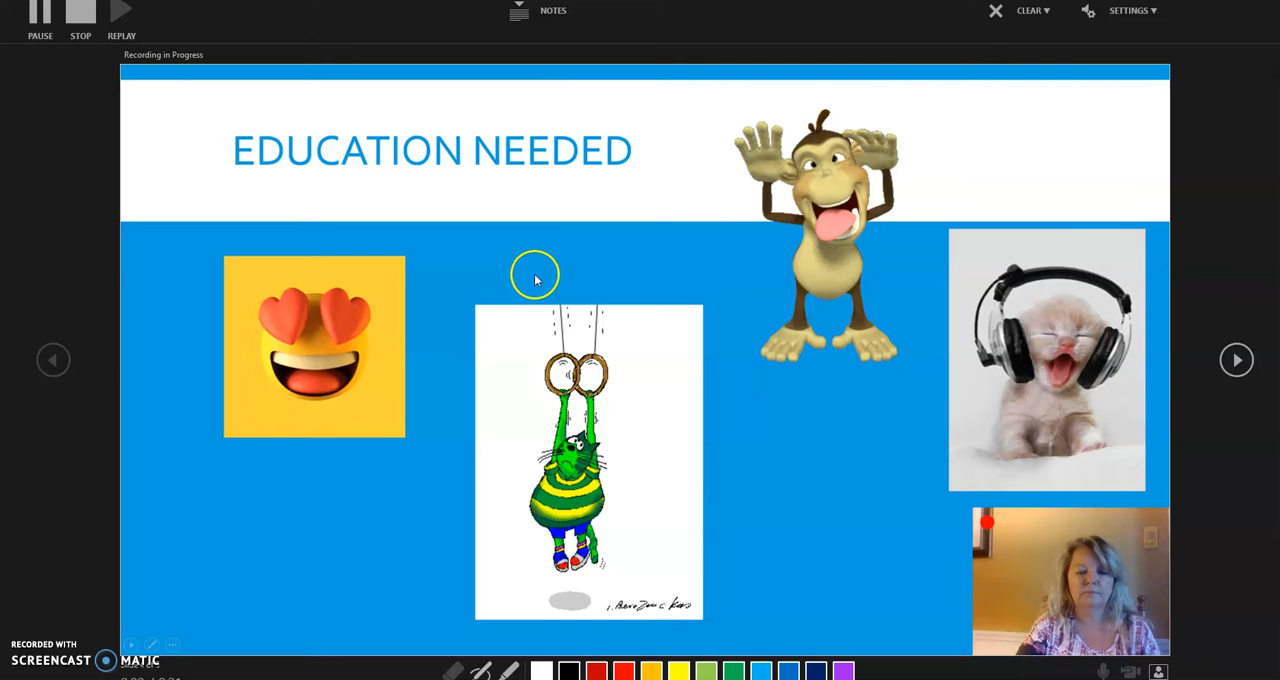 NOTES
CLEAR
SETTINGS
PAUSE STOP REPLAY
Recording in Progress
EDUCATION NEEDED
RECORDED WITH
SCREENCAST MATIC